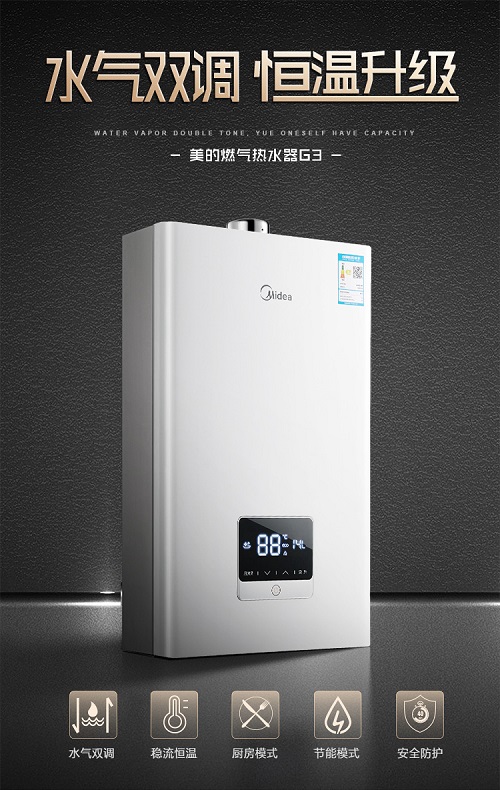 水气双调 恒温升级
WATER VAPOR DOUBLE TONE, YUE ONESELF HAVE CAPACITY
- 美的燃气热水器G3 -
Midea
88 ℃ 14L
水气双调 稳流恒温 厨房模式 节能模式 安全防护